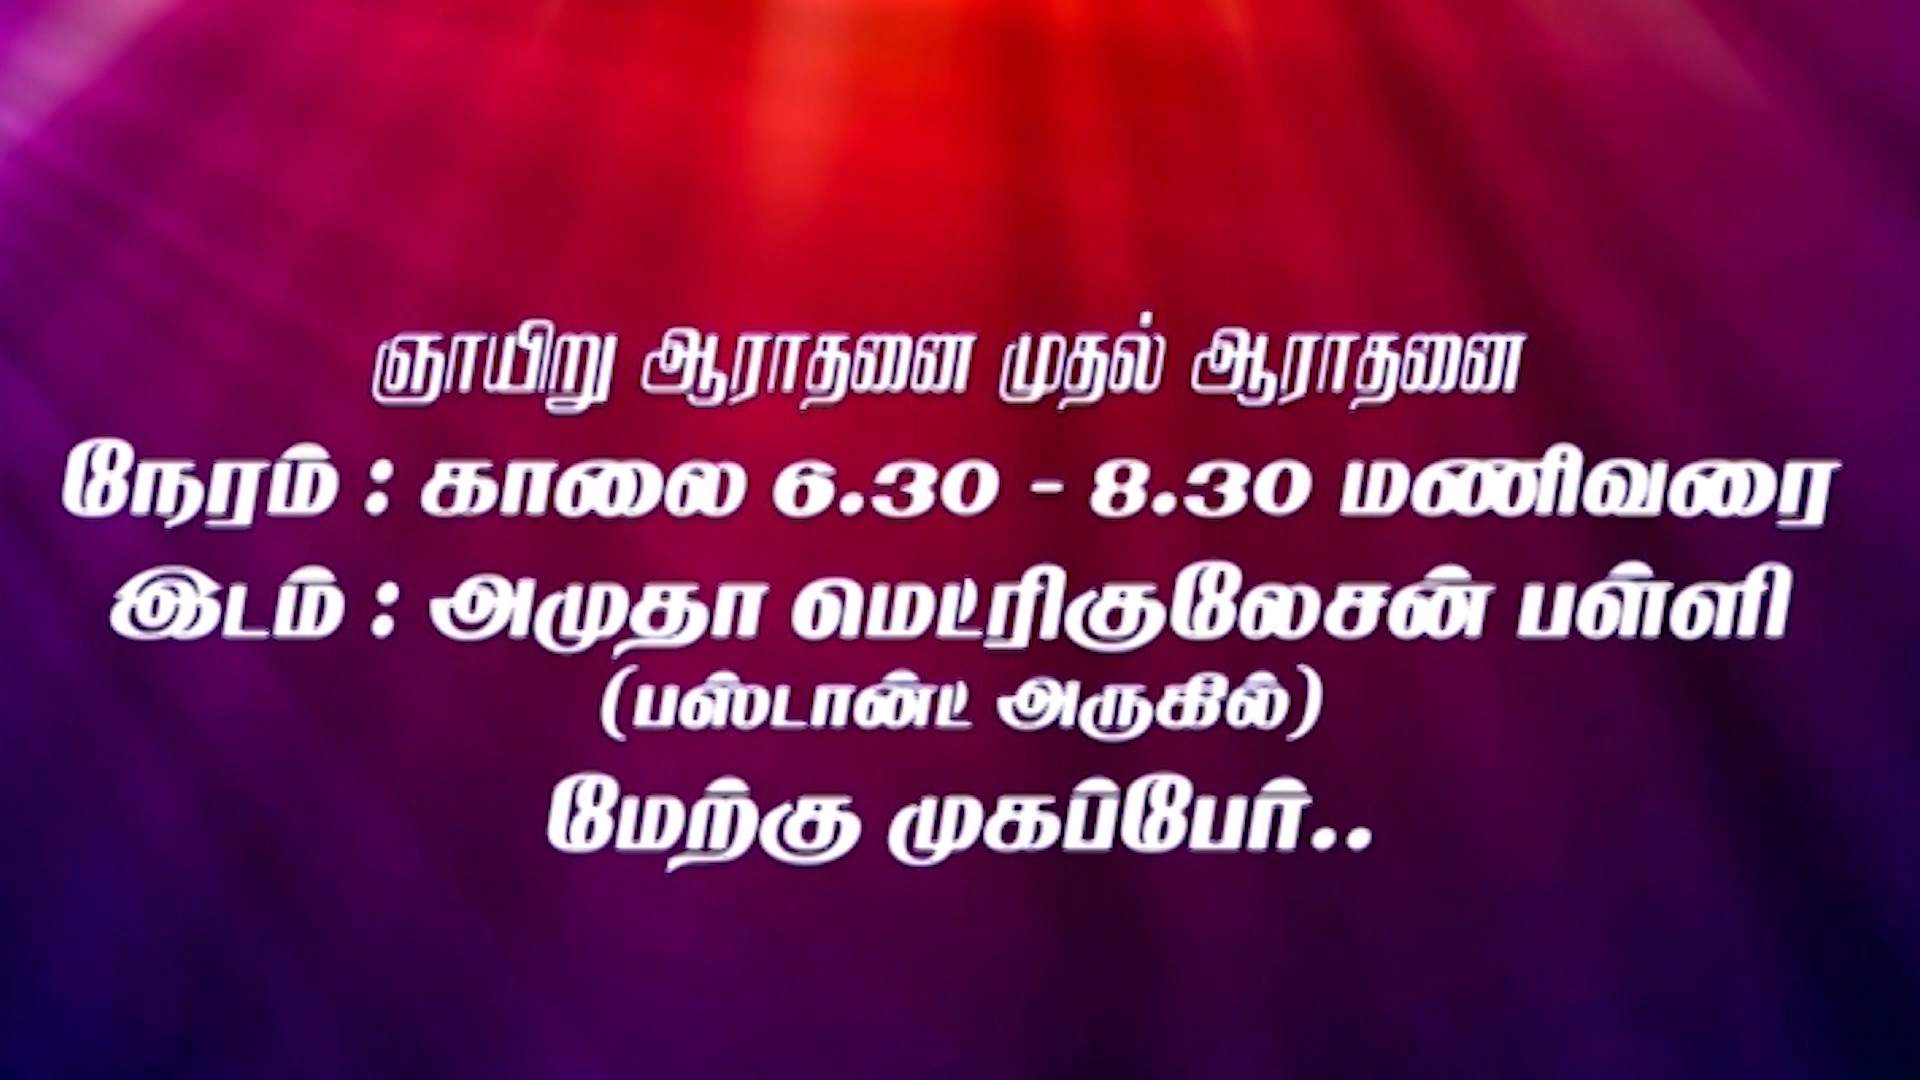 ஞாயிறு ஆராதனை முதல் ஆராதனை
நேரம் : காலை 6.30 - 8.30 மணிவரை
இடம் : அமுதா மெட்ரிகுலேசன் பள்ளி
(பஸ்டான்ட் அருகில்)
மேற்கு முகப்பேர்..